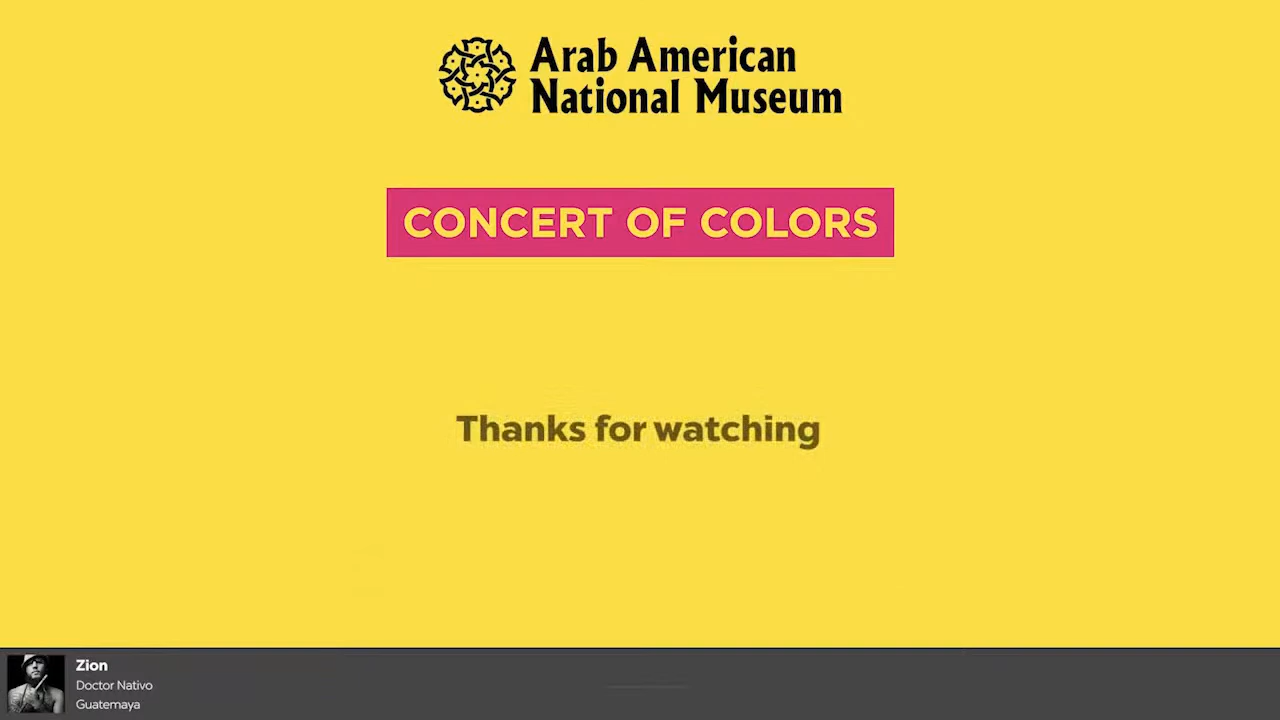 Arab American
National Museum
CONCERT OF COLORS
Thanks for watching
Zion
Doctor Nativo
Guatemaya